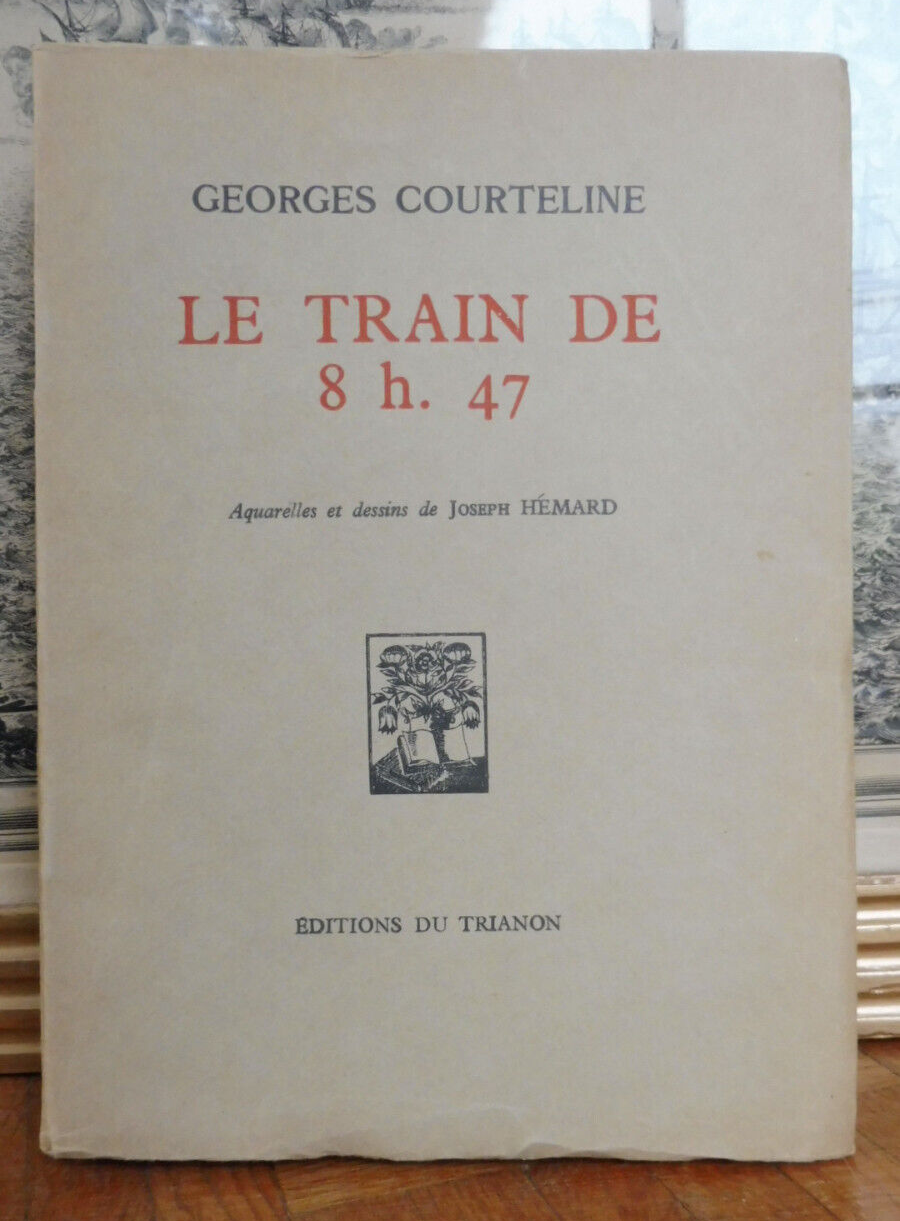 GEORGES COURTELINE
LE TRAIN DE
8 h. 47
Aquarelles et dessins de JOSEPH HÉMARD
ÉDITIONS DU TRIANON